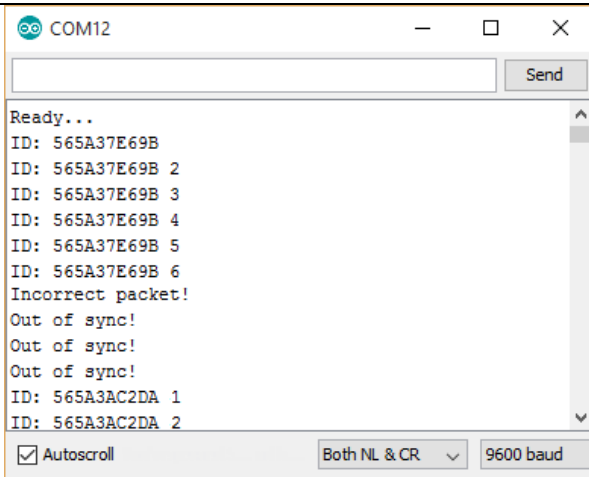 COM12
Send
Ready...
ID: 565A37E69B
ID: 565A37E69B 2
ID: 565A37E69B 3
ID: 565A37E69B 4
ID: 565A37E69B 5
ID: 565A37E69B 6
Incorrect packet!
Out of sync!
Out of sync!
Out of sync!
ID: 565A3AC2DA 1
ID: 565A3AC2DA 2
Autoscroll Both NL & CR 9600 baud